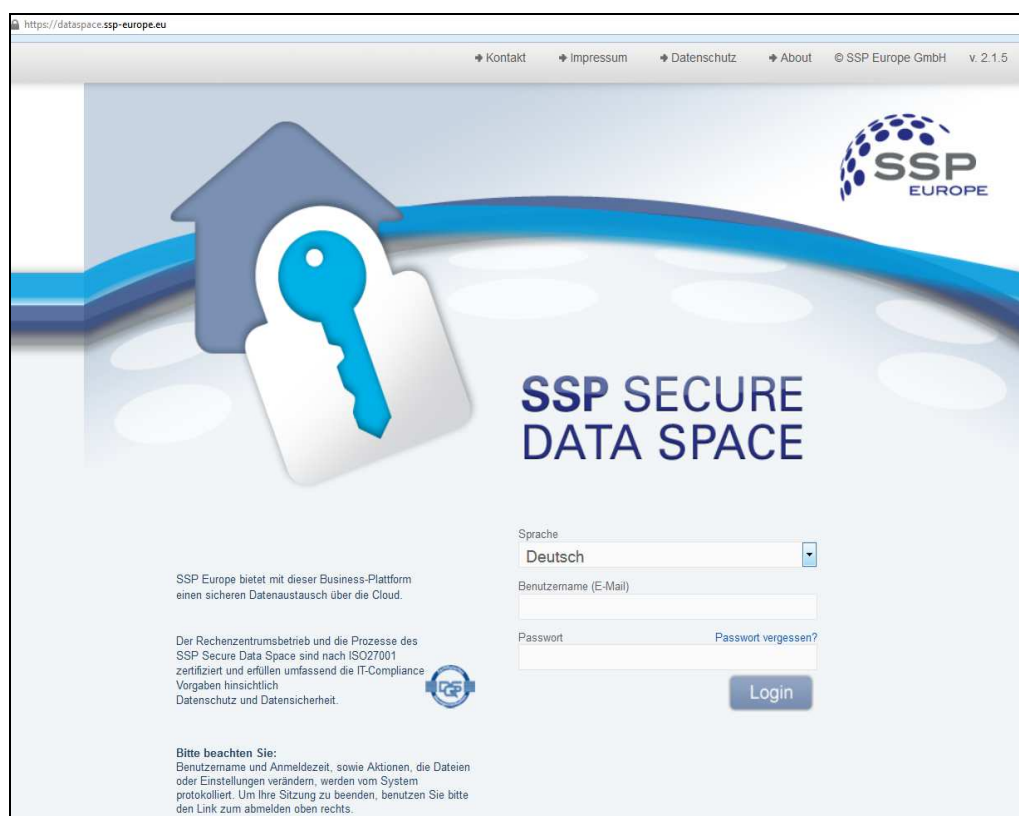 https://dataspace.ssp-europe.eu
Kontakt Impressum Datenschutz About © SSP Europe GmbH v. 2.1.5
SSP
EUROPE
SSP SECURE
DATA SPACE
Sprache
Deutsch
Benutzername (E-Mail)
Passwort Passwort vergessen?
Login
SSP Europe bietet mit dieser Business-Plattform
einen sicheren Datenaustausch über die Cloud.
Der Rechenzentrumsbetrieb und die Prozesse des
SSP Secure Data Space sind nach ISO27001
zertifiziert und erfüllen umfassend die IT-Compliance
Vorgaben hinsichtlich
Datenschutz und Datensicherheit.
Bitte beachten Sie:
Benutzername und Anmeldezeit, sowie Aktionen, die Dateien
oder Einstellungen verändern, werden vom System
protokolliert. Um Ihre Sitzung zu beenden, benutzen Sie bitte
den Link zum abmelden oben rechts.